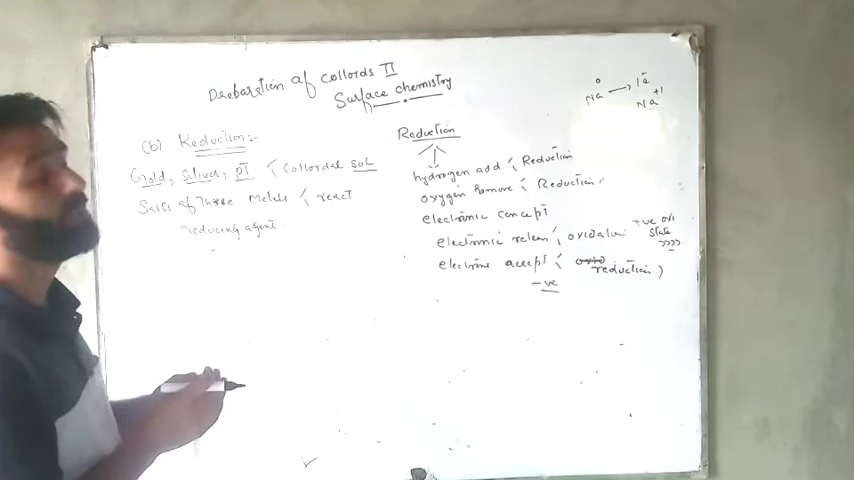 Preparation of colloids II
Surface chemistry
(b) Reduction:-
Gold, silver, pt colloidal sol
Salts of these metals react
reducing agent
Reduction
hydrogen add Reduction
oxygen remove Reduction
electronic concept
electronic release, oxidation +ve oxi state
electrone accept reduction)
-ve
Na° → 1e⁻
Na +1